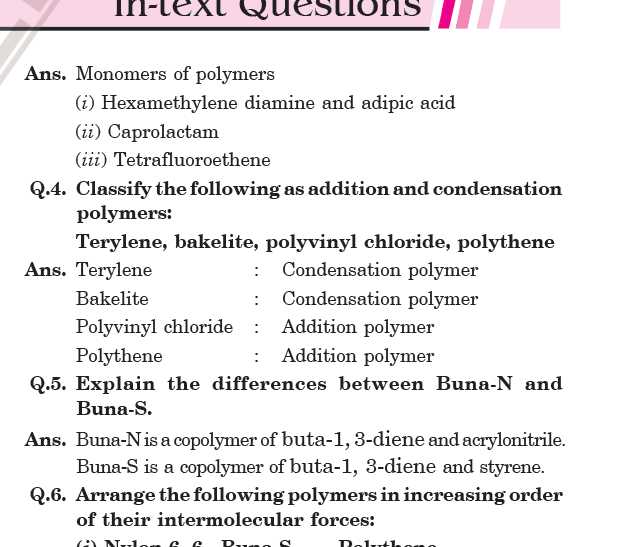 In-text Questions
Ans. Monomers of polymers
(i) Hexamethylene diamine and adipic acid
(ii) Caprolactam
(iii) Tetrafluoroethene
Q.4. Classify the following as addition and condensation
polymers:
Terylene, bakelite, polyvinyl chloride, polythene
Ans. Terylene : Condensation polymer
Bakelite : Condensation polymer
Polyvinyl chloride : Addition polymer
Polythene : Addition polymer
Q.5. Explain the differences between Buna-N and
Buna-S.
Ans. Buna-N is a copolymer of buta-1, 3-diene and acrylonitrile.
Buna-S is a copolymer of buta-1, 3-diene and styrene.
Q.6. Arrange the following polymers in increasing order
of their intermolecular forces:
(i) Nylon 6, 6, Buna-S, Polythene